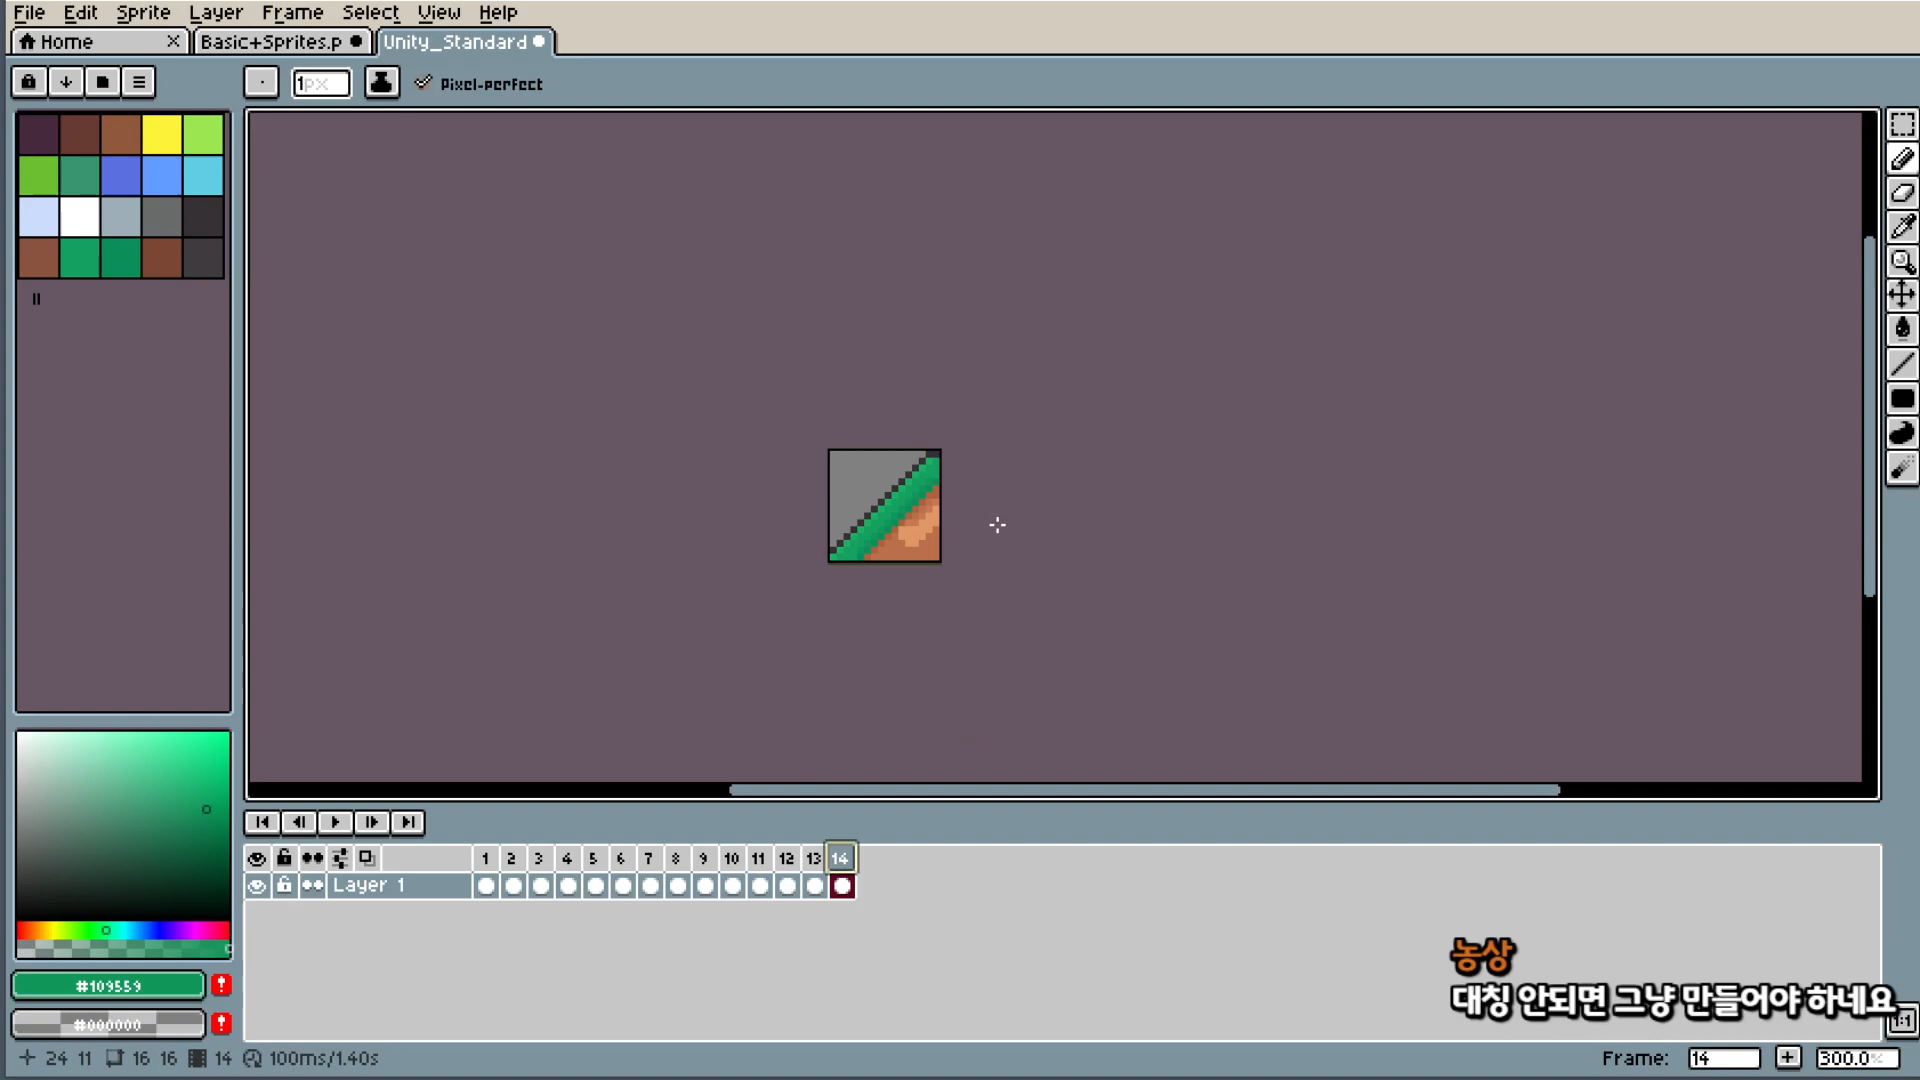 File Edit Sprite Layer Frame Select View Help
Home Basic+Sprites.p Unity_Standard
1px Pixel-perfect
1 2 3 4 5 6 7 8 9 10 11 12 13 14
Layer 1
#109559
#000000
농상
대칭 안되면 그냥 만들어야 하네요
1:1
24 11 16 16 14 100ms/1.40s Frame: 14 300.0%